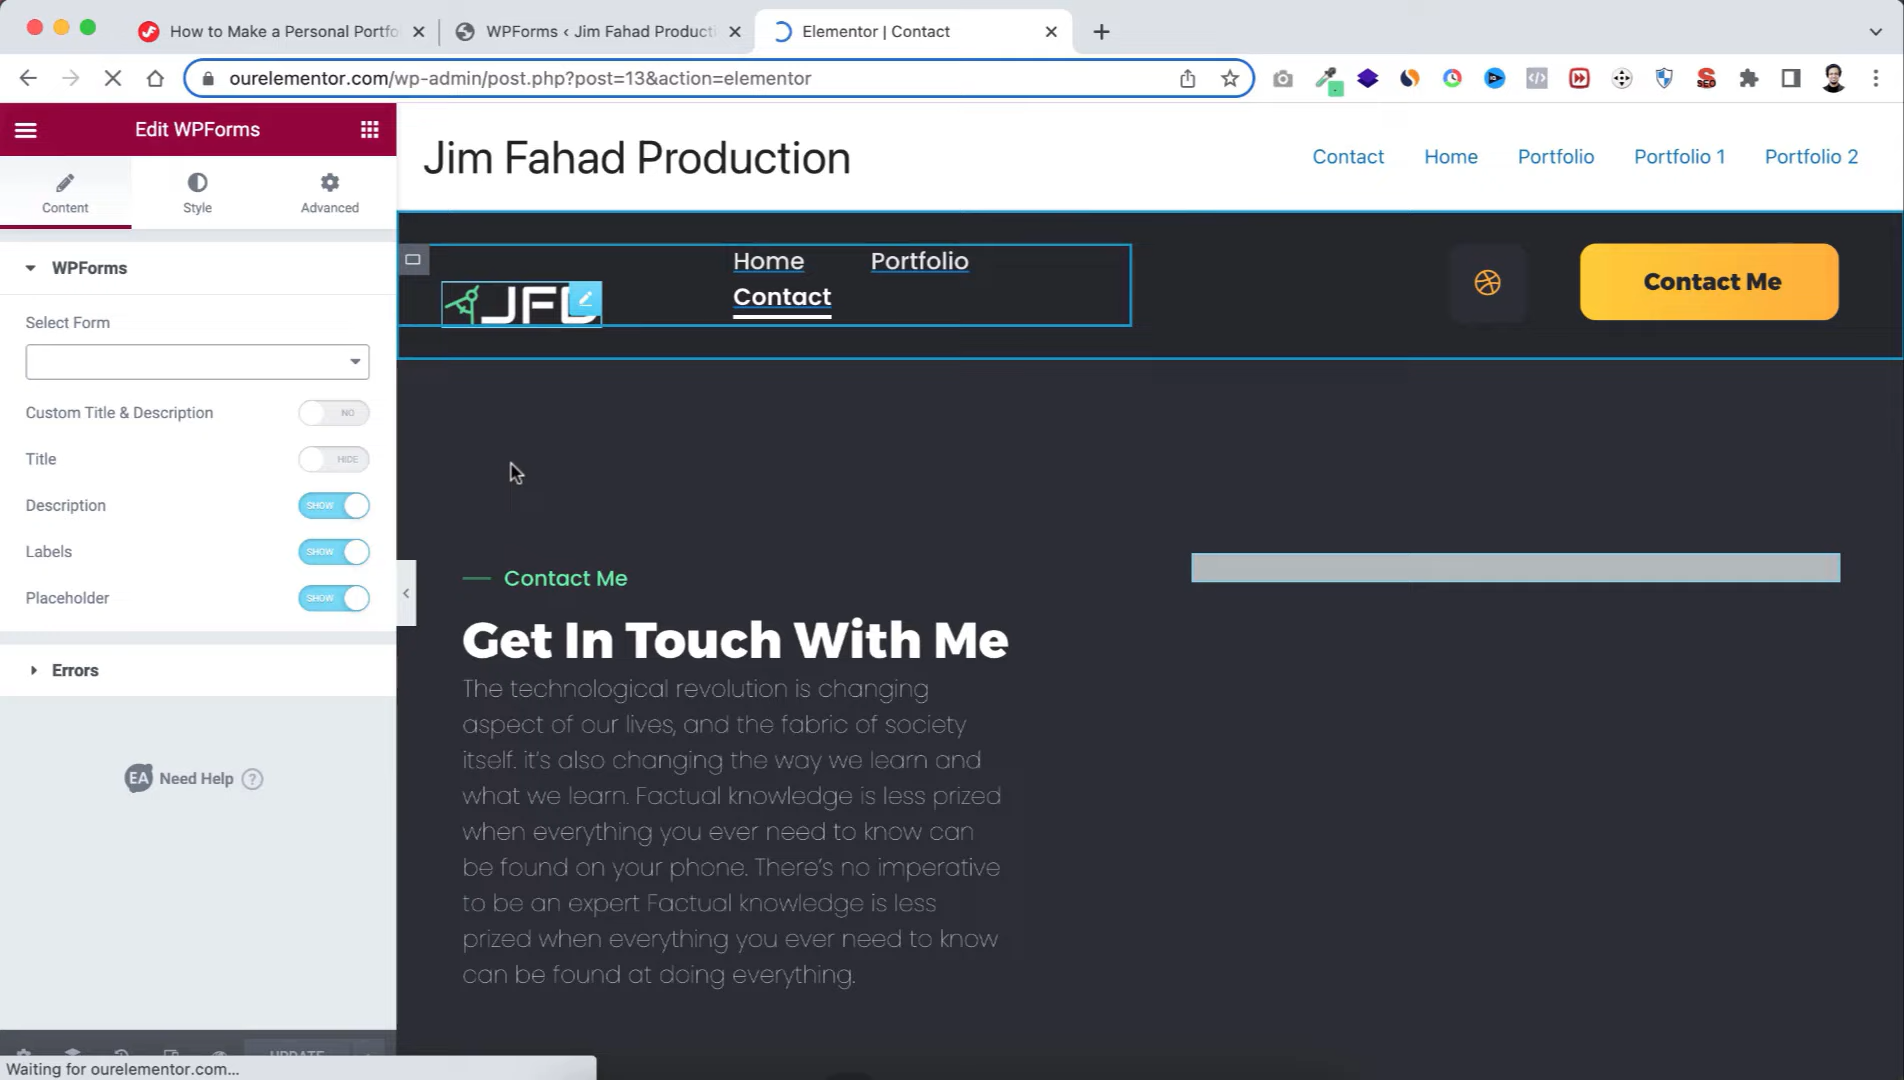 How to Make a Personal Portfo
WPForms ‹ Jim Fahad Producti
Elementor | Contact
ourelementor.com/wp-admin/post.php?post=13&action=elementor
SEO
Edit WPForms
Content
Style
Advanced
WPForms
Select Form
Custom Title & Description
NO
Title
HIDE
Description
SHOW
Labels
SHOW
Placeholder
SHOW
Errors
EA Need Help ?
UPDATE
Waiting for ourelementor.com...
Jim Fahad Production
Contact
Home
Portfolio
Portfolio 1
Portfolio 2
Home
Portfolio
Contact
Contact Me
Contact Me
Get In Touch With Me
The technological revolution is changing
aspect of our lives, and the fabric of society
itself. it's also changing the way we learn and
what we learn. Factual knowledge is less prized
when everything you ever need to know can
be found on your phone. There's no imperative
to be an expert Factual knowledge is less
prized when everything you ever need to know
can be found at doing everything.